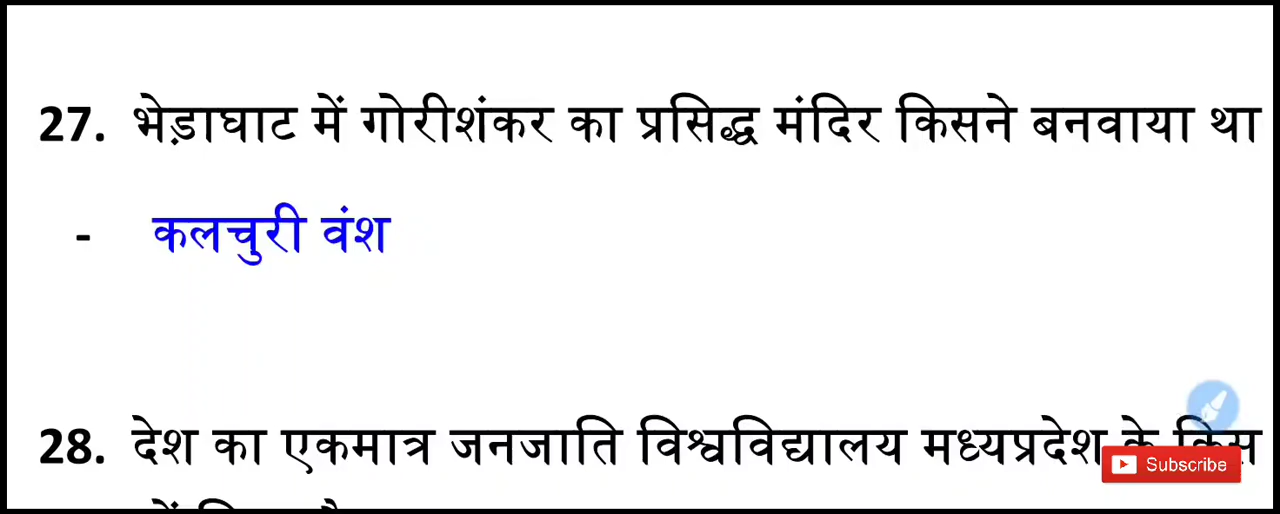 27. भेड़ाघाट में गोरीशंकर का प्रसिद्ध मंदिर किसने बनवाया था
- कलचुरी वंश
28. देश का एकमात्र जनजाति विश्वविद्यालय मध्यप्रदेश के किस
Subscribe